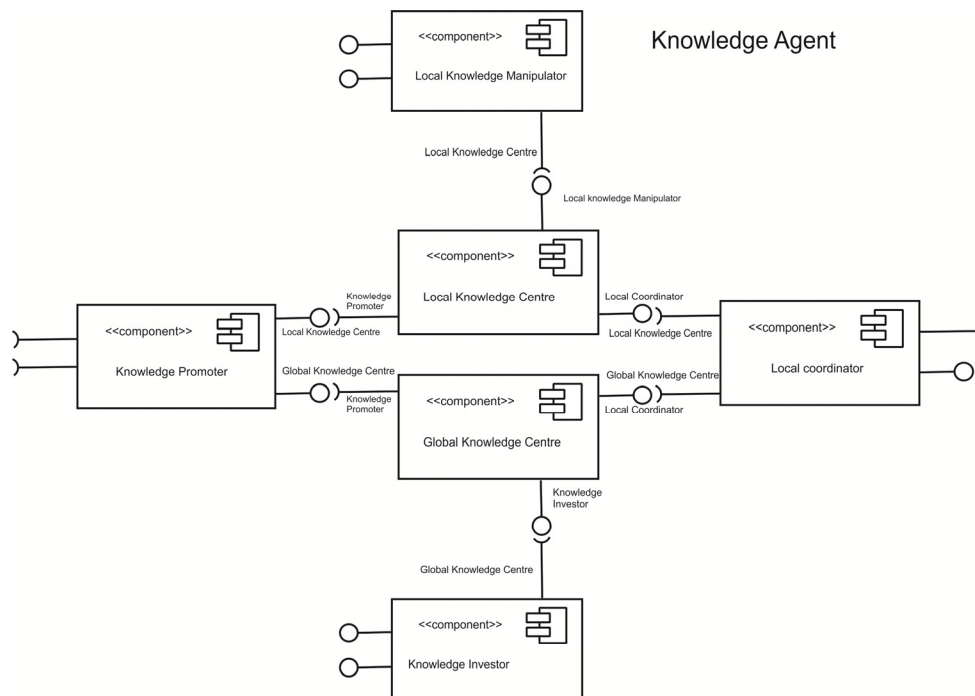 Knowledge Agent
<<component>>
Local Knowledge Manipulator
Local Knowledge Centre
Local knowledge Manipulator
<<component>>
Local Knowledge Centre
Knowledge
Promoter
Local Knowledge Centre
Local Coordinator
Local Knowledge Centre
<<component>>
Knowledge Promoter
<<component>>
Local coordinator
Global Knowledge Centre
Knowledge
Promoter
<<component>>
Global Knowledge Centre
Global Knowledge Centre
Local Coordinator
Knowledge
Investor
Global Knowledge Centre
<<component>>
Knowledge Investor